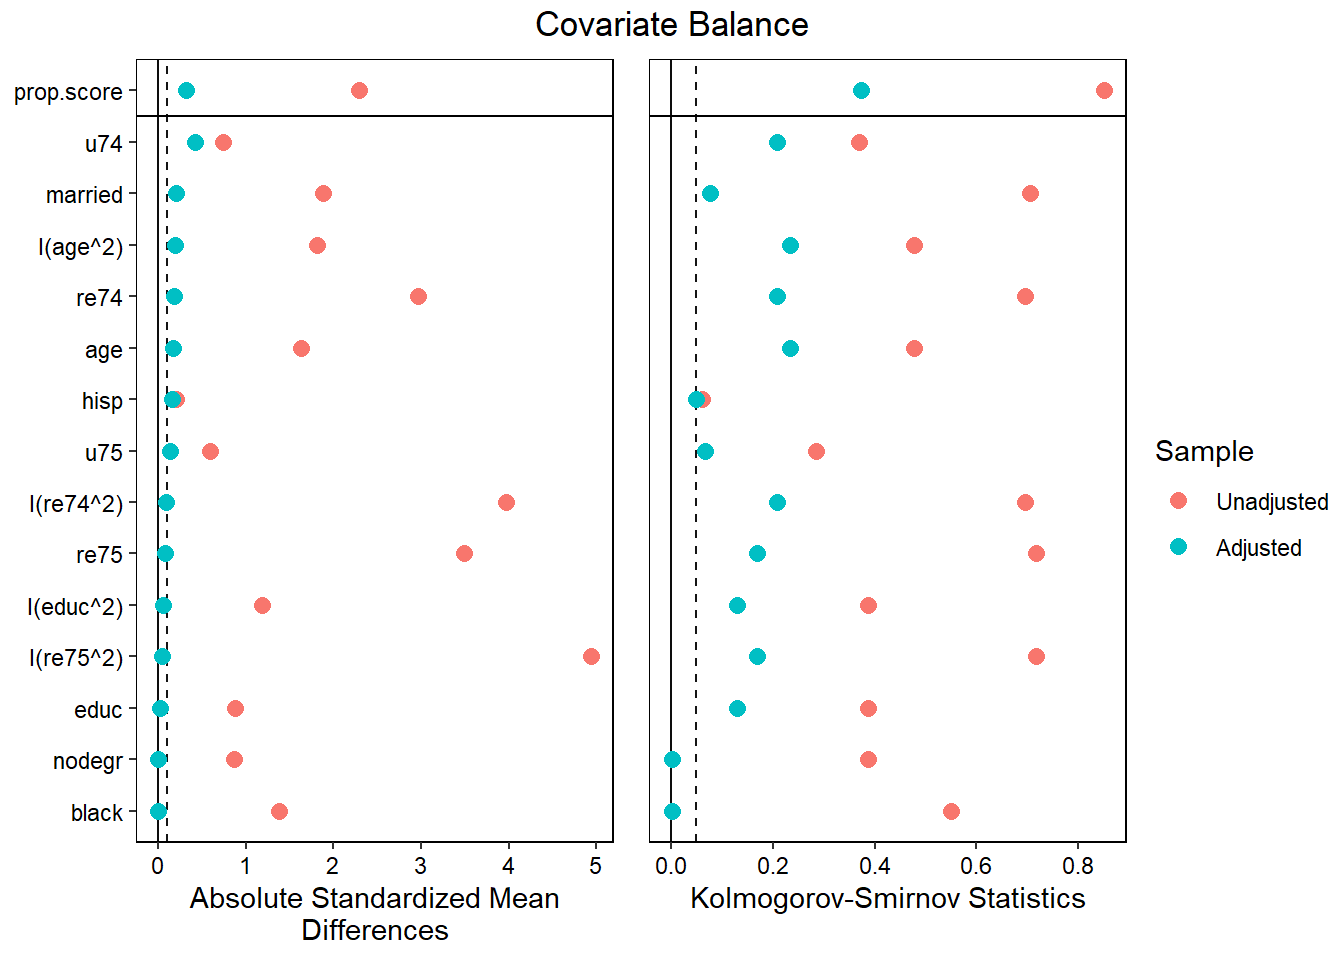 Covariate Balance
prop.score
u74
married
I(age^2)
re74
age
hisp
u75
I(re74^2)
re75
I(educ^2)
I(re75^2)
educ
nodegr
black
0 1 2 3 4 5
Absolute Standardized Mean
Differences
0.0 0.2 0.4 0.6 0.8
Kolmogorov-Smirnov Statistics
Sample
Unadjusted
Adjusted